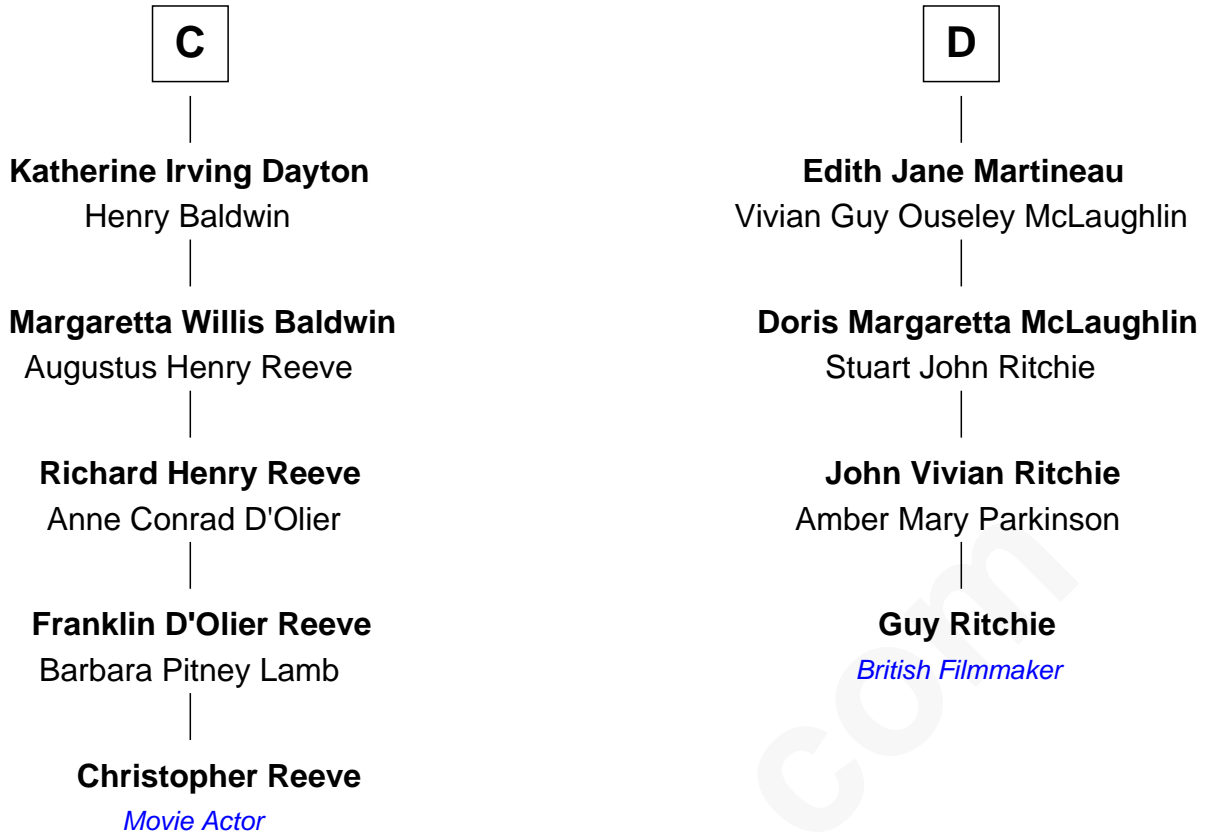 C
Katherine Irving Dayton
Henry Baldwin
Margaretta Willis Baldwin
Augustus Henry Reeve
Richard Henry Reeve
Anne Conrad D'Olier
Franklin D'Olier Reeve
Barbara Pitney Lamb
Christopher Reeve
Movie Actor
D
Edith Jane Martineau
Vivian Guy Ouseley McLaughlin
Doris Margaretta McLaughlin
Stuart John Ritchie
John Vivian Ritchie
Amber Mary Parkinson
Guy Ritchie
British Filmmaker
com